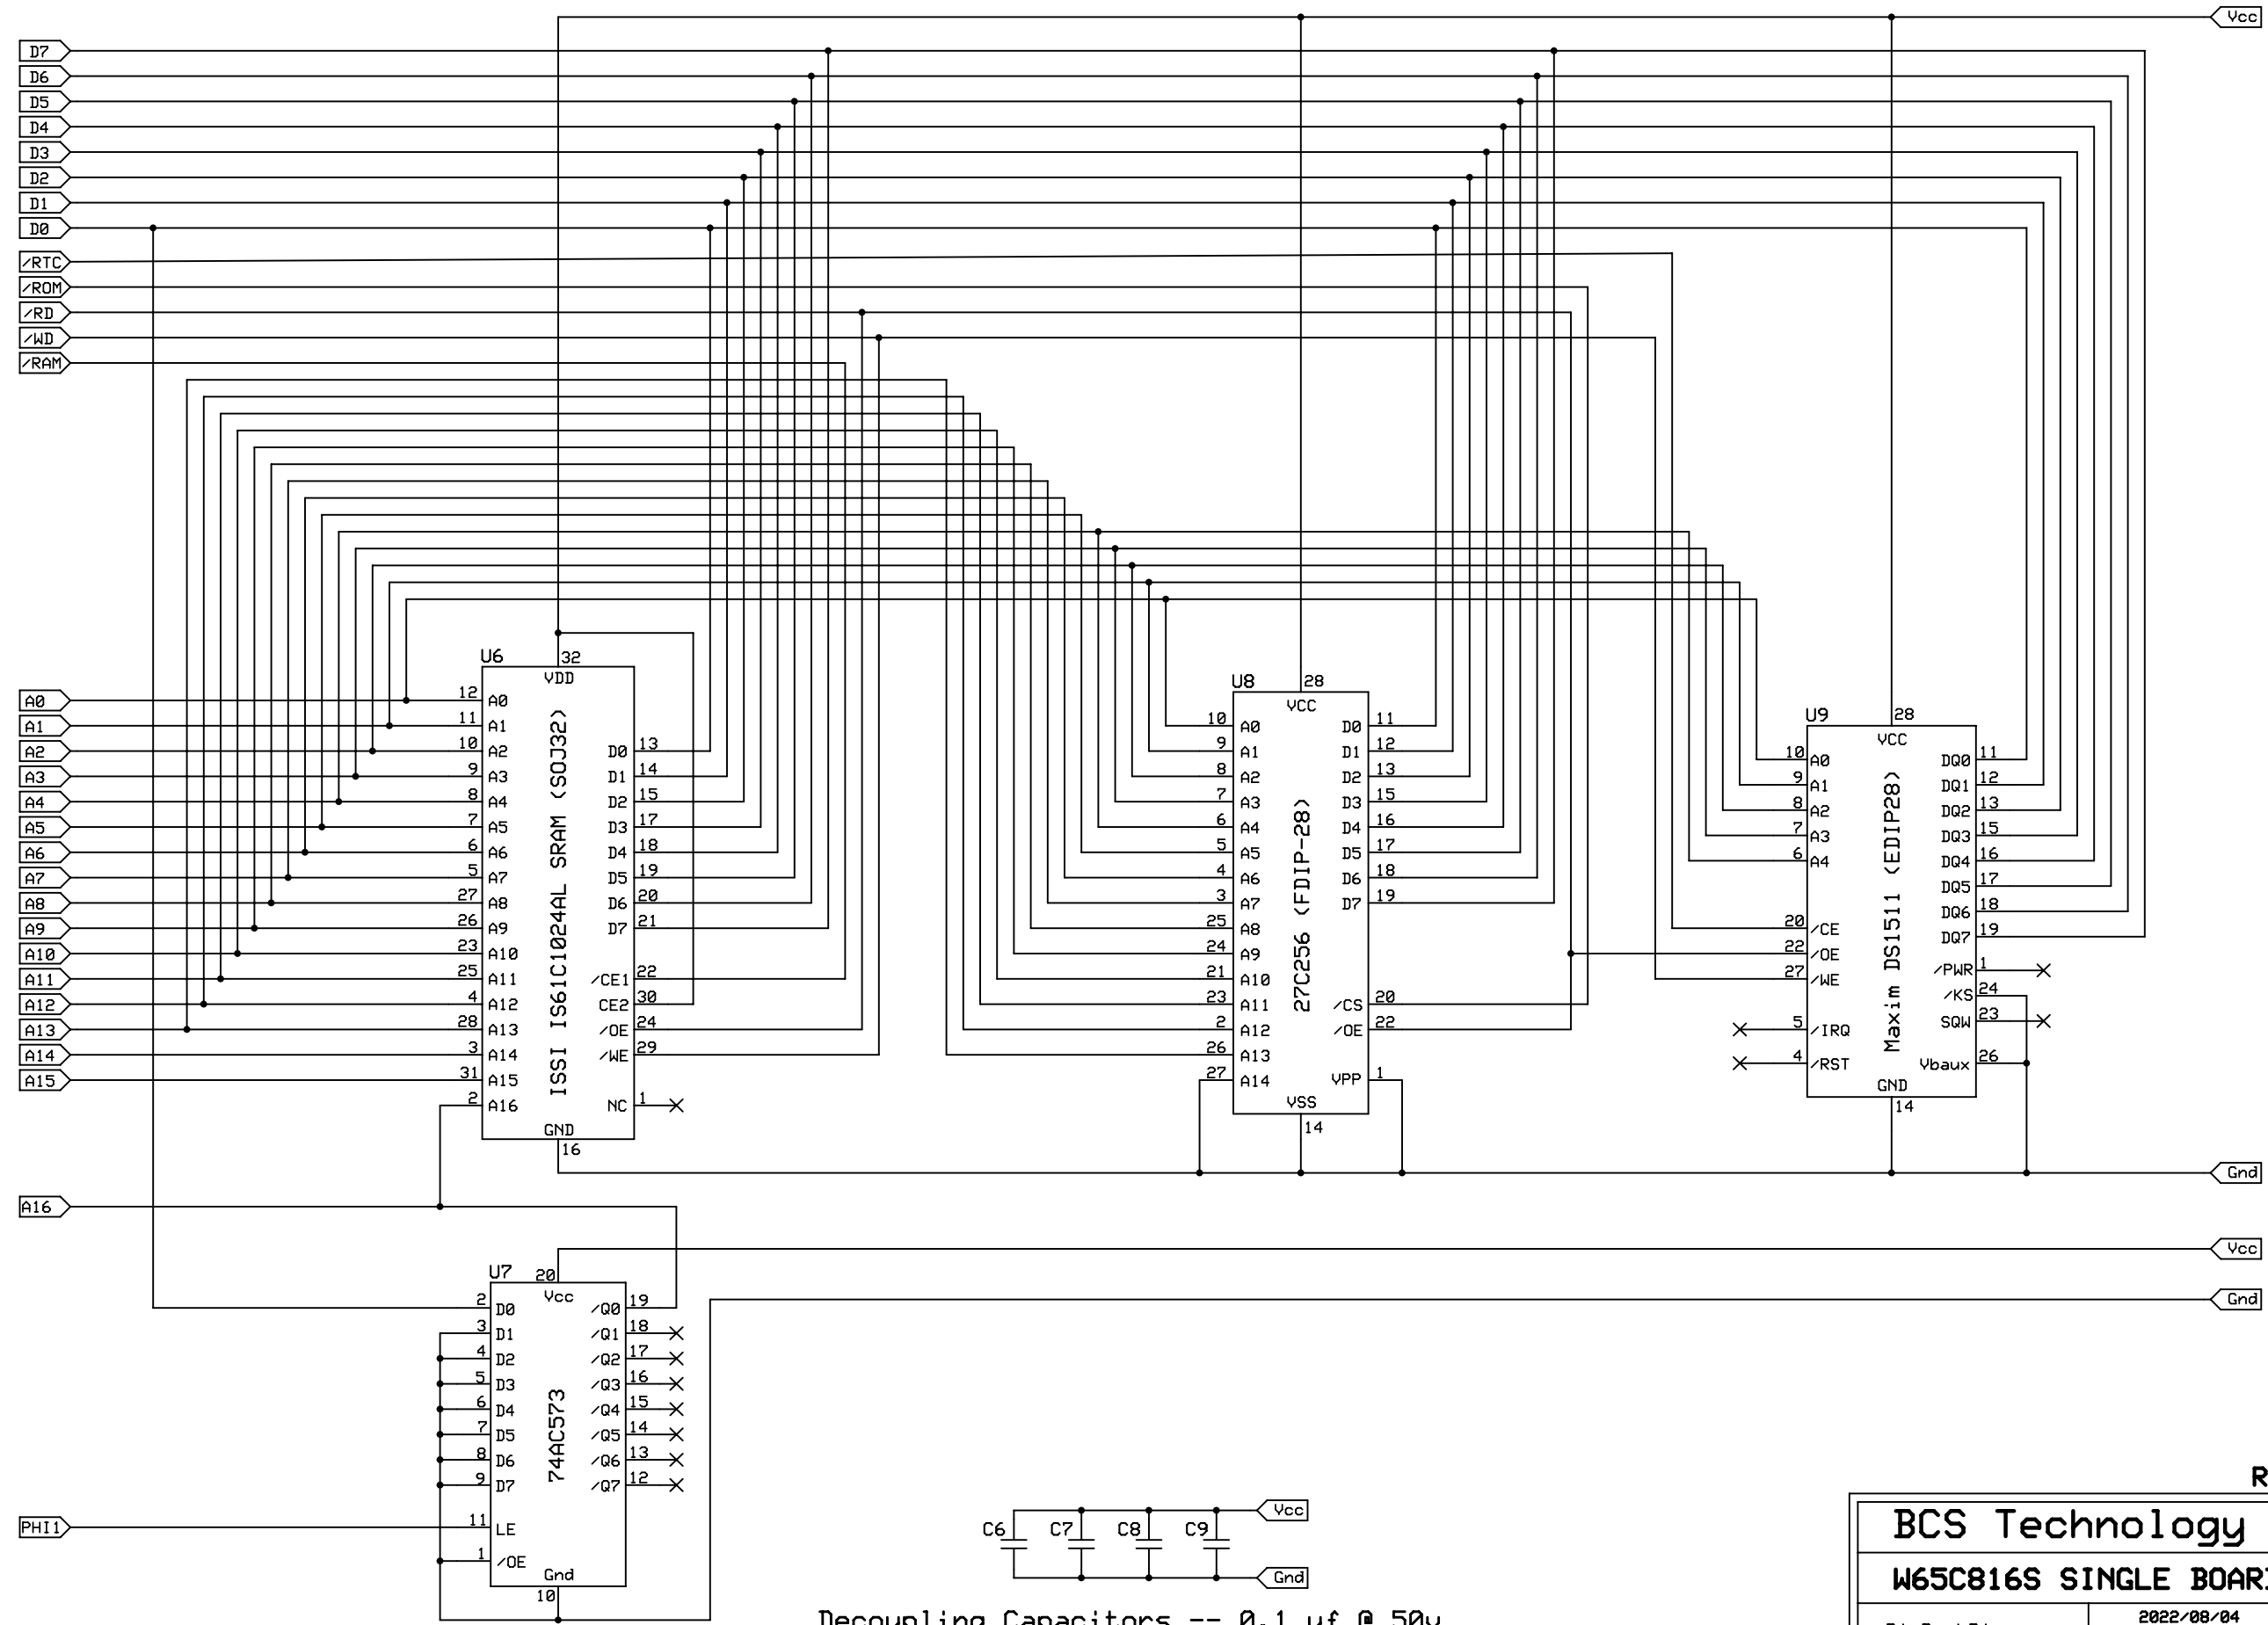 Vcc
D7
D6
D5
D4
D3
D2
D1
D0
/RTC
/ROM
/RD
/WD
/RAM
A0
A1
A2
A3
A4
A5
A6
A7
A8
A9
A10
A11
A12
A13
A14
A15
A16
PHI1
U6
32
VDD
ISSI IS61C1024AL SRAM (SOJ32)
12 A0
11 A1
10 A2
9 A3
8 A4
7 A5
6 A6
5 A7
27 A8
26 A9
23 A10
25 A11
4 A12
28 A13
3 A14
31 A15
2 A16
D0 13
D1 14
D2 15
D3 17
D4 18
D5 19
D6 20
D7 21
/CE1 22
CE2 30
/OE 24
/WE 29
NC 1
GND
16
U8
28
VCC
27C256 (FDIP-28)
10 A0
9 A1
8 A2
7 A3
6 A4
5 A5
4 A6
3 A7
25 A8
24 A9
21 A10
23 A11
2 A12
26 A13
27 A14
D0 11
D1 12
D2 13
D3 15
D4 16
D5 17
D6 18
D7 19
/CS 20
/OE 22
VPP 1
VSS
14
U9
28
VCC
Maxim DS1511 (EDIP28)
10 A0
9 A1
8 A2
7 A3
6 A4
20 /CE
22 /OE
27 /WE
5 /IRQ
4 /RST
DQ0 11
DQ1 12
DQ2 13
DQ3 15
DQ4 16
DQ5 17
DQ6 18
DQ7 19
/PWR 1
/KS 24
SQW 23
Vbaux 26
GND
14
Gnd
Vcc
Gnd
U7
20
Vcc
74AC573
2 D0
3 D1
4 D2
5 D3
6 D4
7 D5
8 D6
9 D7
11 LE
1 /OE
/Q0 19
/Q1 18
/Q2 17
/Q3 16
/Q4 15
/Q5 14
/Q6 13
/Q7 12
Gnd
10
C6 C7 C8 C9
Vcc
Gnd
Decoupling Capacitors -- 0.1 uf @ 50v
R
BCS Technology
W65C816S SINGLE BOAR
2022/08/04